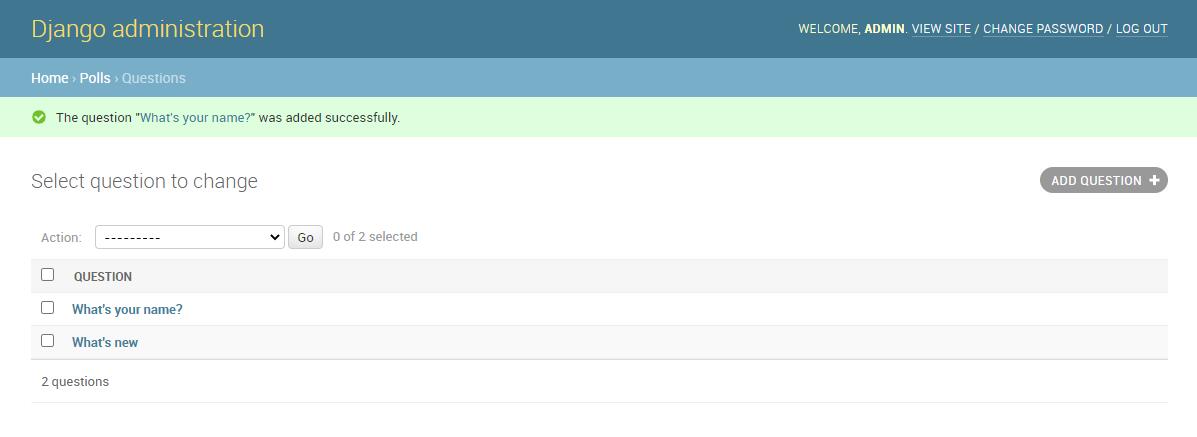 Django administration
WELCOME, ADMIN. VIEW SITE / CHANGE PASSWORD / LOG OUT
Home › Polls › Questions
The question "What's your name?" was added successfully.
Select question to change
ADD QUESTION +
Action: --------- Go 0 of 2 selected
QUESTION
What's your name?
What's new
2 questions